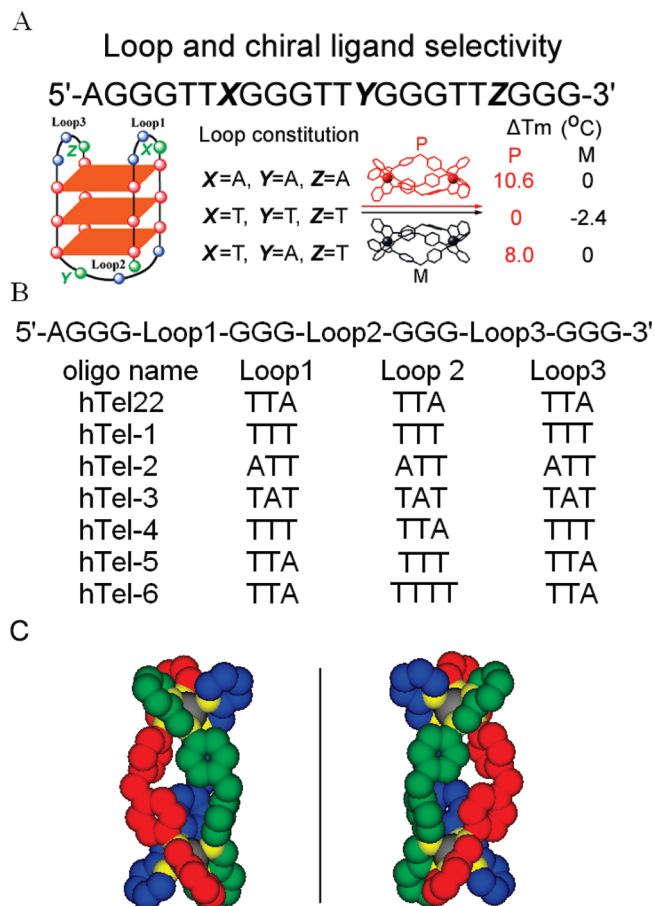 A
Loop and chiral ligand selectivity
5'-AGGGTTXGGGTTYGGGTTZGGG-3'
Loop3 Loop1
Z X
Y Loop2
Loop constitution
P
M
ΔTm (°C)
P M
X=A, Y=A, Z=A 10.6 0
X=T, Y=T, Z=T 0 -2.4
X=T, Y=A, Z=T 8.0 0
B
5'-AGGG-Loop1-GGG-Loop2-GGG-Loop3-GGG-3'
oligo name Loop1 Loop 2 Loop3
hTel22 TTA TTA TTA
hTel-1 TTT TTT TTT
hTel-2 ATT ATT ATT
hTel-3 TAT TAT TAT
hTel-4 TTT TTA TTT
hTel-5 TTA TTT TTA
hTel-6 TTA TTTT TTA
C